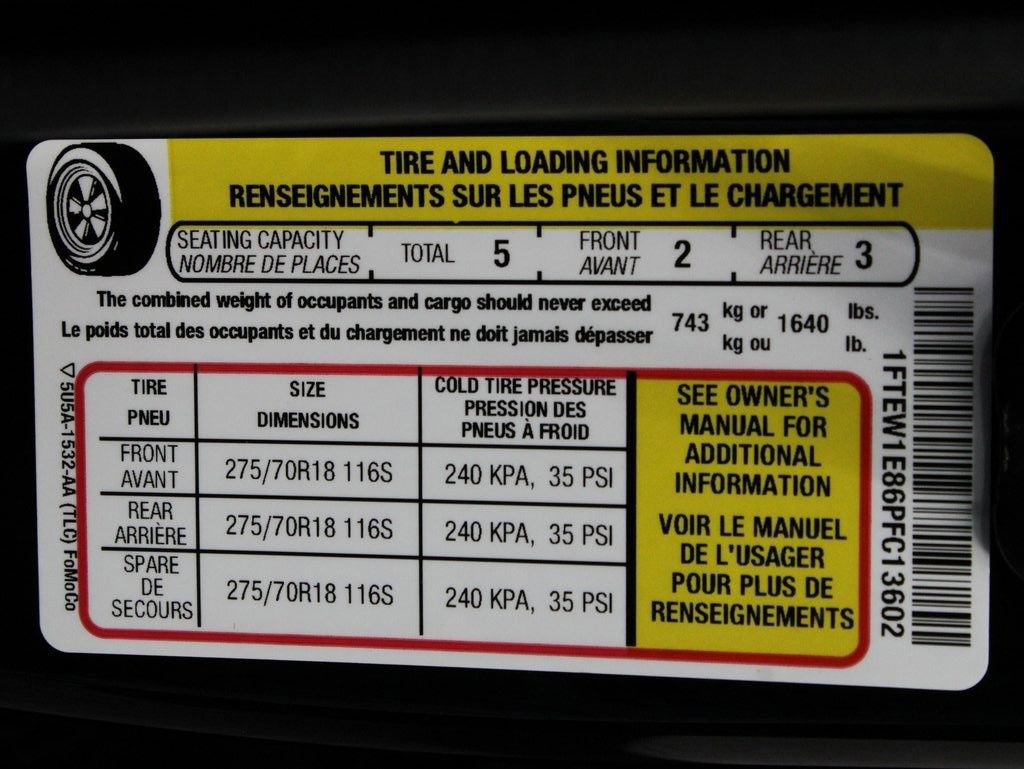 TIRE AND LOADING INFORMATION
RENSEIGNEMENTS SUR LES PNEUS ET LE CHARGEMENT
SEATING CAPACITY TOTAL 5 FRONT 2 REAR 3
NOMBRE DE PLACES AVANT ARRIÈRE
The combined weight of occupants and cargo should never exceed 743 kg or 1640 lbs.
Le poids total des occupants et du chargement ne doit jamais dépasser kg ou lb.
TIRE SIZE COLD TIRE PRESSURE
PNEU DIMENSIONS PRESSION DES
PNEUS À FROID
FRONT
AVANT 275/70R18 116S 240 KPA, 35 PSI
REAR
ARRIÈRE 275/70R18 116S 240 KPA, 35 PSI
SPARE
DE
SECOURS 275/70R18 116S 240 KPA, 35 PSI
SEE OWNER'S
MANUAL FOR
ADDITIONAL
INFORMATION
VOIR LE MANUEL
DE L'USAGER
POUR PLUS DE
RENSEIGNEMENTS
5U5A-1532-AA (TLC) FoMoCo
1FTEW1E86PFC13602